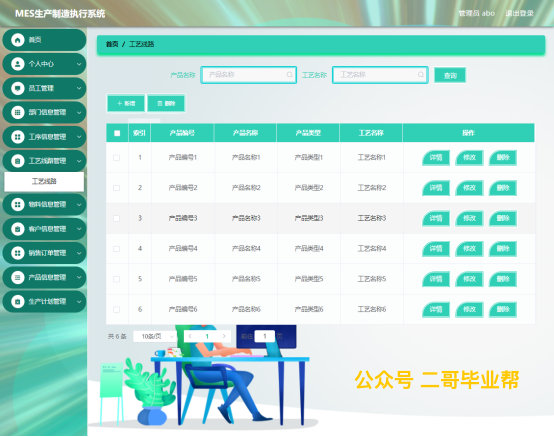 MES生产制造执行系统
管理员 abo 退出登录
首页
个人中心
员工管理
部门信息管理
工序信息管理
工艺线路管理
工艺线路
物料信息管理
客户信息管理
销售订单管理
产品信息管理
生产计划管理
首页 / 工艺线路
产品名称 产品名称 工艺名称 工艺名称 查询
新增 删除
索引 产品编号 产品名称 产品类型 工艺名称 操作
1 产品编号1 产品名称1 产品类型1 工艺名称1 详情 修改 删除
2 产品编号2 产品名称2 产品类型2 工艺名称2 详情 修改 删除
3 产品编号3 产品名称3 产品类型3 工艺名称3 详情 修改 删除
4 产品编号4 产品名称4 产品类型4 工艺名称4 详情 修改 删除
5 产品编号5 产品名称5 产品类型5 工艺名称5 详情 修改 删除
6 产品编号6 产品名称6 产品类型6 工艺名称6 详情 修改 删除
共 6 条 10条/页 1 1
公众号 二哥毕业帮